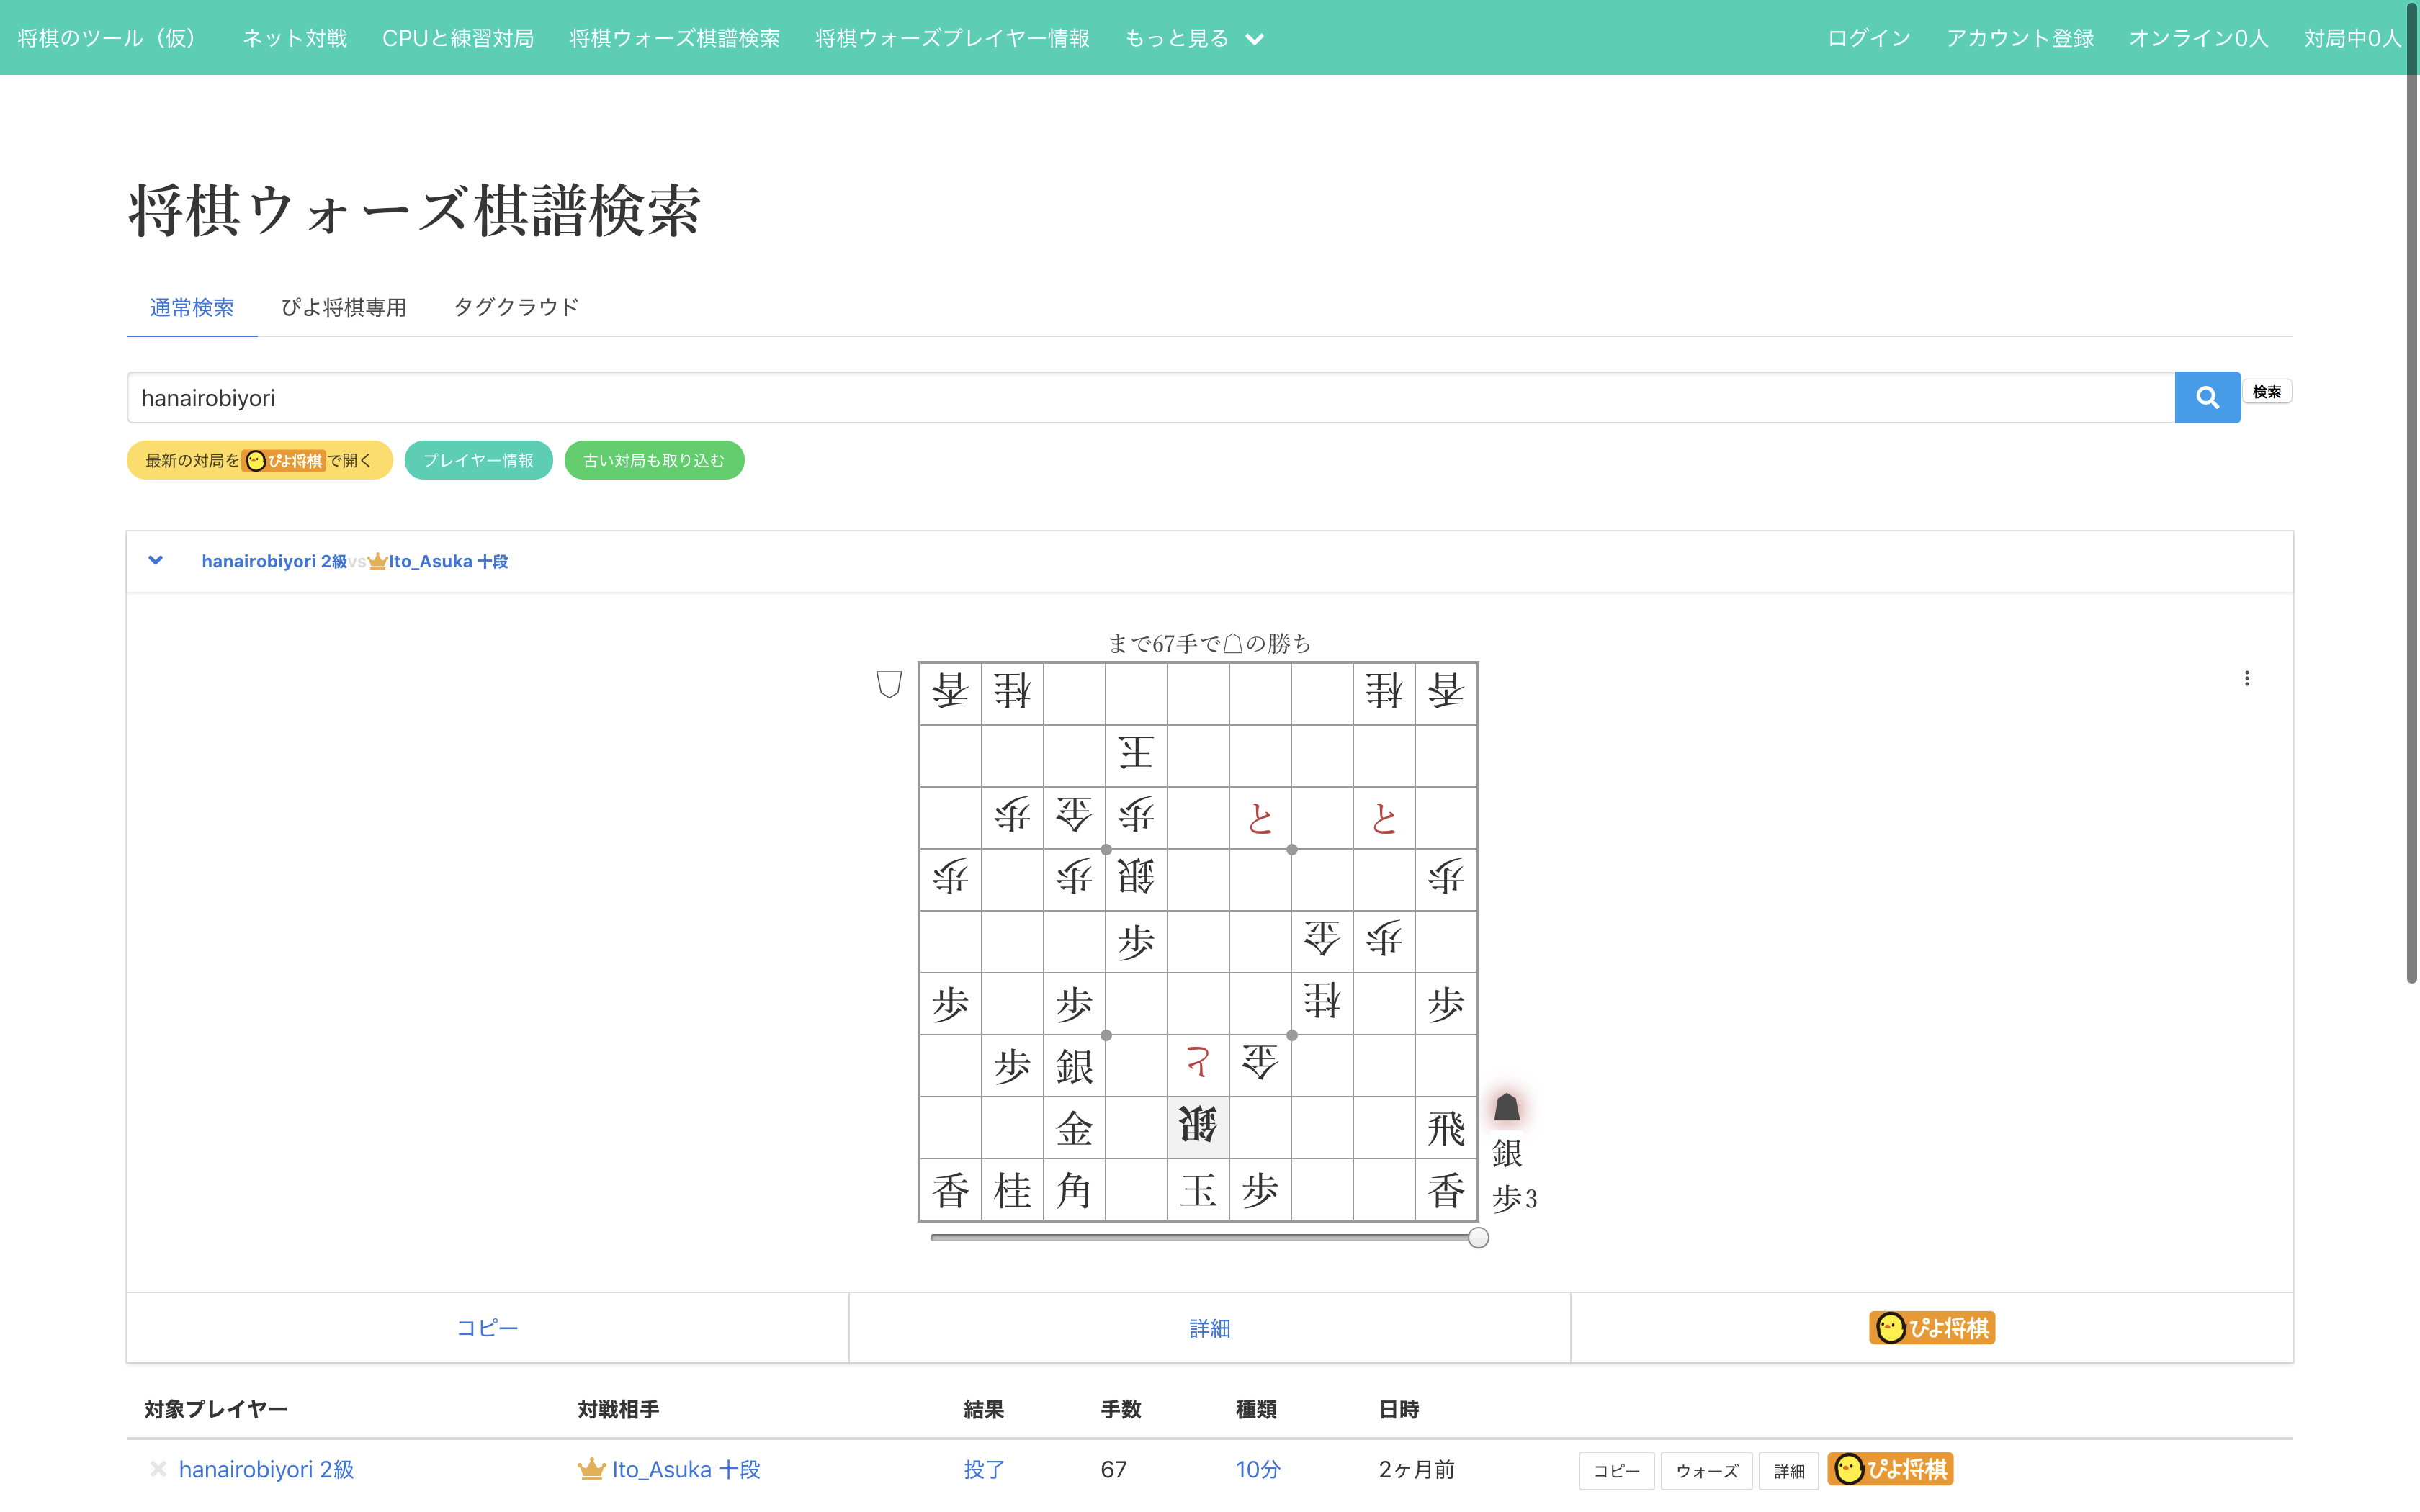 将棋のツール（仮） ネット対戦 CPUと練習対局 将棋ウォーズ棋譜検索 将棋ウォーズプレイヤー情報 もっと見る ログイン アカウント登録 オンライン0人 対局中0人
将棋ウォーズ棋譜検索
通常検索 ぴよ将棋専用 タグクラウド
hanairobiyori 検索
最新の対局をぴよ将棋で開く プレイヤー情報 古い対局も取り込む
hanairobiyori 2級vsIto_Asuka 十段
まで67手で☖の勝ち
香 桂 桂 香
王
歩 金 歩 と と
歩 歩 銀 歩
歩 金 歩
歩 歩 桂 歩
歩 銀 と 金
金 銀 飛
香 桂 角 玉 歩 香
銀
歩3
コピー 詳細 ぴよ将棋
対象プレイヤー 対戦相手 結果 手数 種類 日時
hanairobiyori 2級 Ito_Asuka 十段 投了 67 10分 2ヶ月前 コピー ウォーズ 詳細 ぴよ将棋